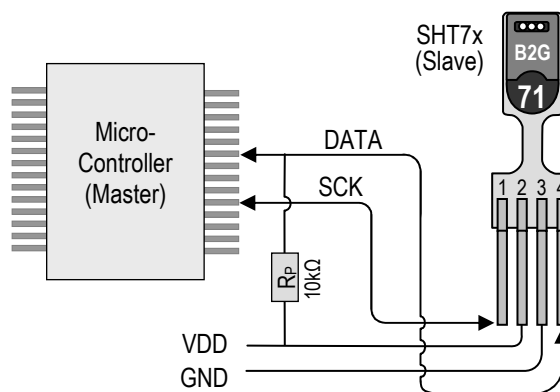 SHT7x
(Slave)
B2G
71
Micro-
Controller
(Master)
DATA
SCK
1 2 3 4
RP
10kΩ
VDD
GND